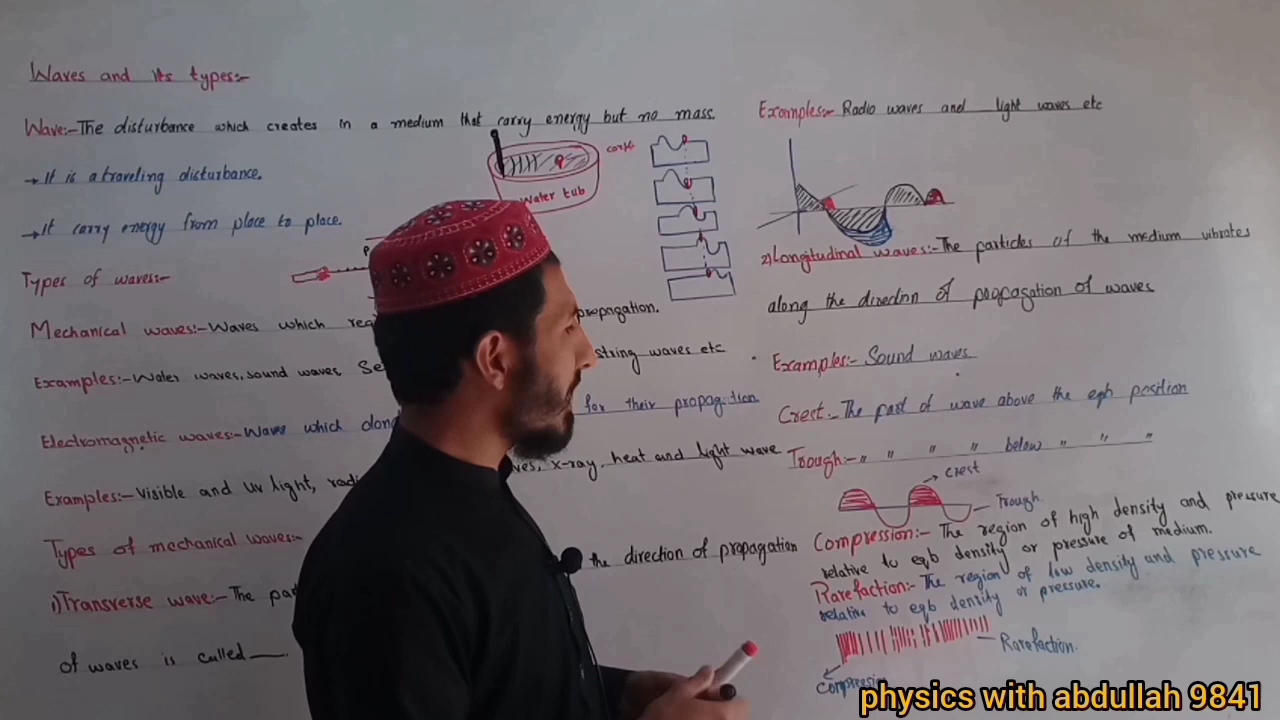 Waves and its types:-
Wave:- The disturbance which creates in a medium that carry energy but no mass.
→ It is a traveling disturbance.
→ It carry energy from place to place.
water tub
Types of waves:-
Mechanical waves:- Waves which propagation.
Examples:- Water waves, sound waves string waves etc
Electromagnetic waves:- Waves which for their propagation
Examples:- Visible and UV light, x-ray, heat and light wave
Types of mechanical waves:-
1) Transverse wave:- The the direction of propagation
of waves is called
Examples:- Radio waves and light waves etc
2) Longitudinal waves:- The particles of the medium vibrates
along the direction of propagation of waves
Examples:- Sound waves
Crest:- The part of wave above the eqb position
Trough:- " " " " below " " "
Crest
Trough
Compression:- The region of high density and pressure
relative to eqb density or pressure of medium.
Rarefaction:- The region of low density and pressure
relative to eqb density or pressure.
Rarefaction.
physics with abdullah 9841